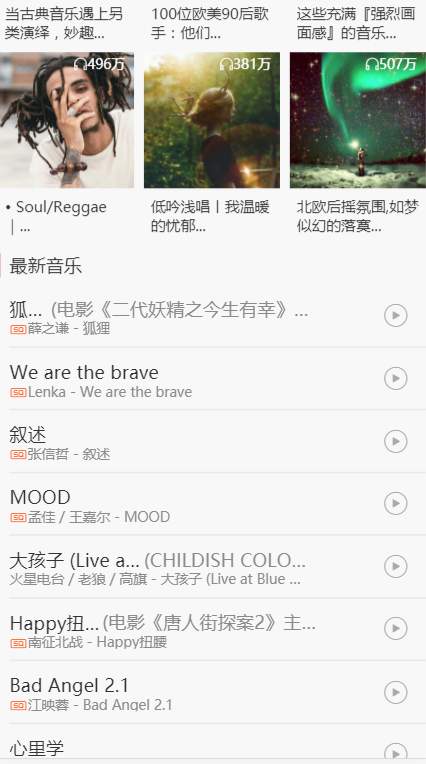 当古典音乐遇上另
类演绎，妙趣...
100位欧美90后歌
手：他们...
这些充满『强烈画
面感』的音乐...
496万
381万
507万
• Soul/Reggae
｜...
低吟浅唱丨我温暖
的忧郁...
北欧后摇氛围,如梦
似幻的落寞...
最新音乐
狐... (电影《二代妖精之今生有幸》...
SQ薛之谦 - 狐狸
We are the brave
SQLenka - We are the brave
叙述
SQ张信哲 - 叙述
MOOD
SQ孟佳 / 王嘉尔 - MOOD
大孩子 (Live a... (CHILDISH COLO...
火星电台 / 老狼 / 高旗 - 大孩子 (Live at Blue ...
Happy扭... (电影《唐人街探案2》主...
SQ南征北战 - Happy扭腰
Bad Angel 2.1
SQ江映蓉 - Bad Angel 2.1
心里学